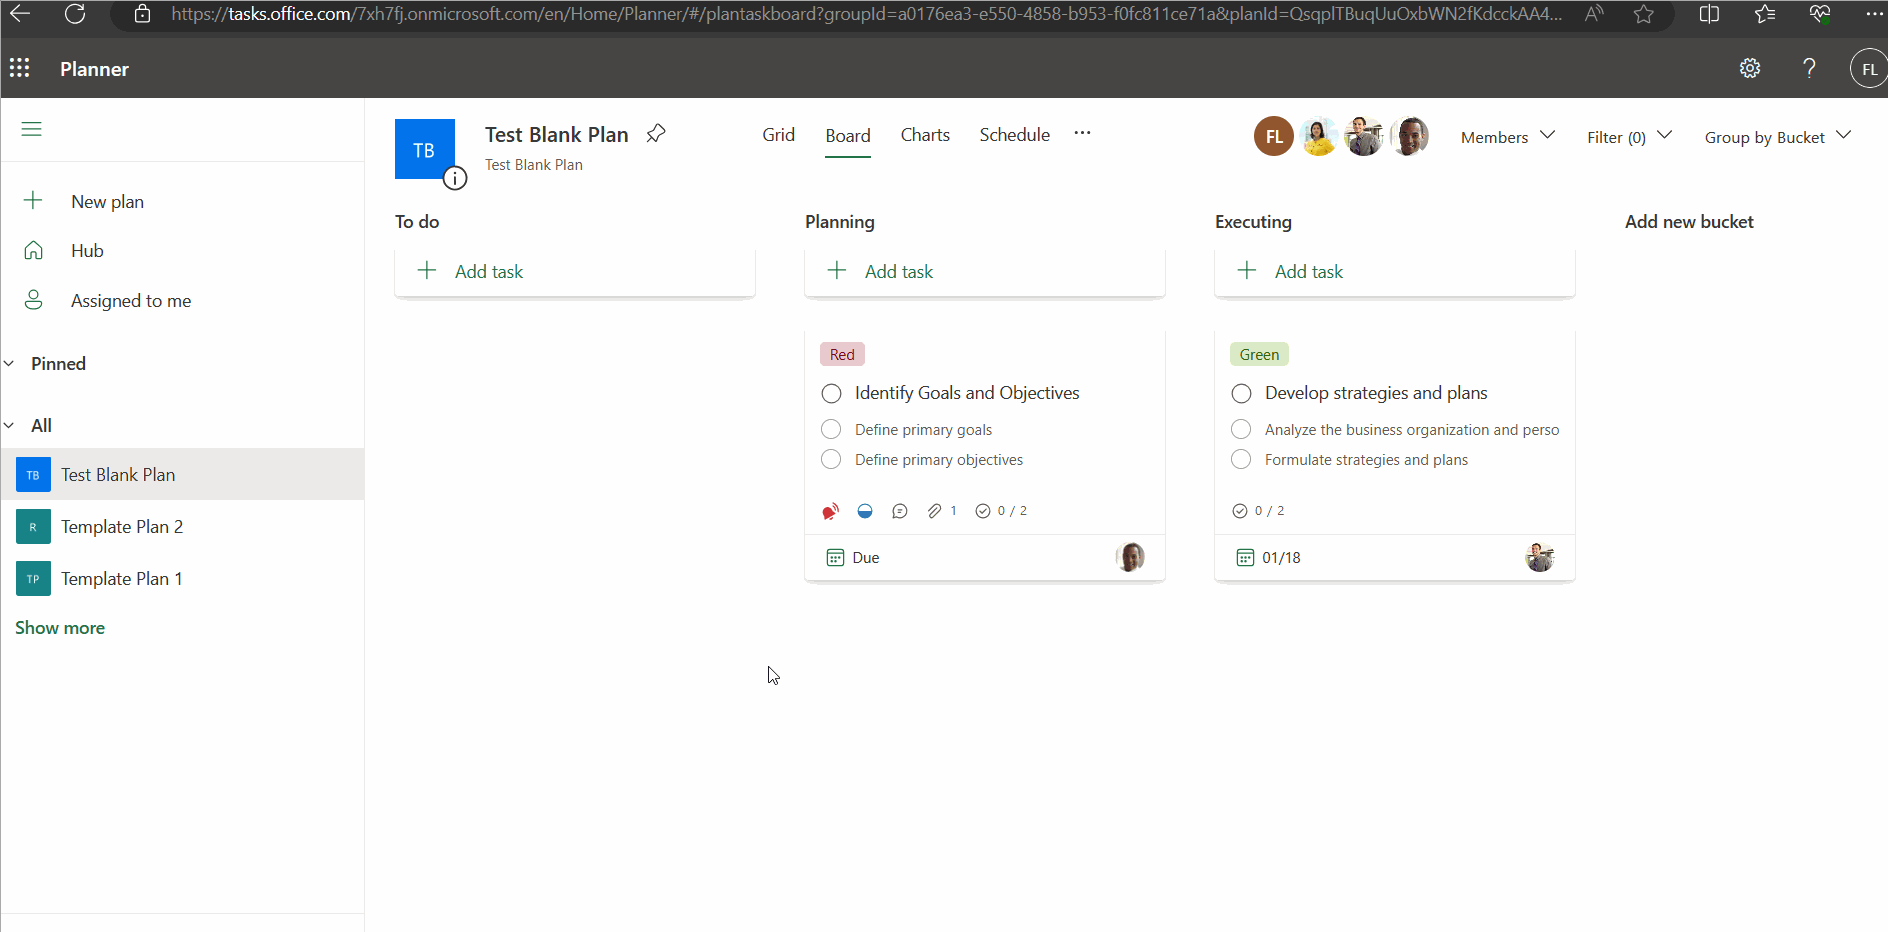 https://tasks.office.com/7xh7fj.onmicrosoft.com/en/Home/Planner/#/plantaskboard?groupId=a0176ea3-e550-4858-b953-f0fc811ce71a&planId=QsqplTBuqUuOxbWN2fKdcckAA4...
Planner
FL
Test Blank Plan
TB
Test Blank Plan
Grid
Board
Charts
Schedule
FL
Members
Filter (0)
Group by Bucket
New plan
Hub
Assigned to me
Pinned
All
TB Test Blank Plan
R Template Plan 2
TP Template Plan 1
Show more
To do
Add task
Planning
Add task
Red
Identify Goals and Objectives
Define primary goals
Define primary objectives
1 0 / 2
Due
Executing
Add task
Green
Develop strategies and plans
Analyze the business organization and perso
Formulate strategies and plans
0 / 2
01/18
Add new bucket